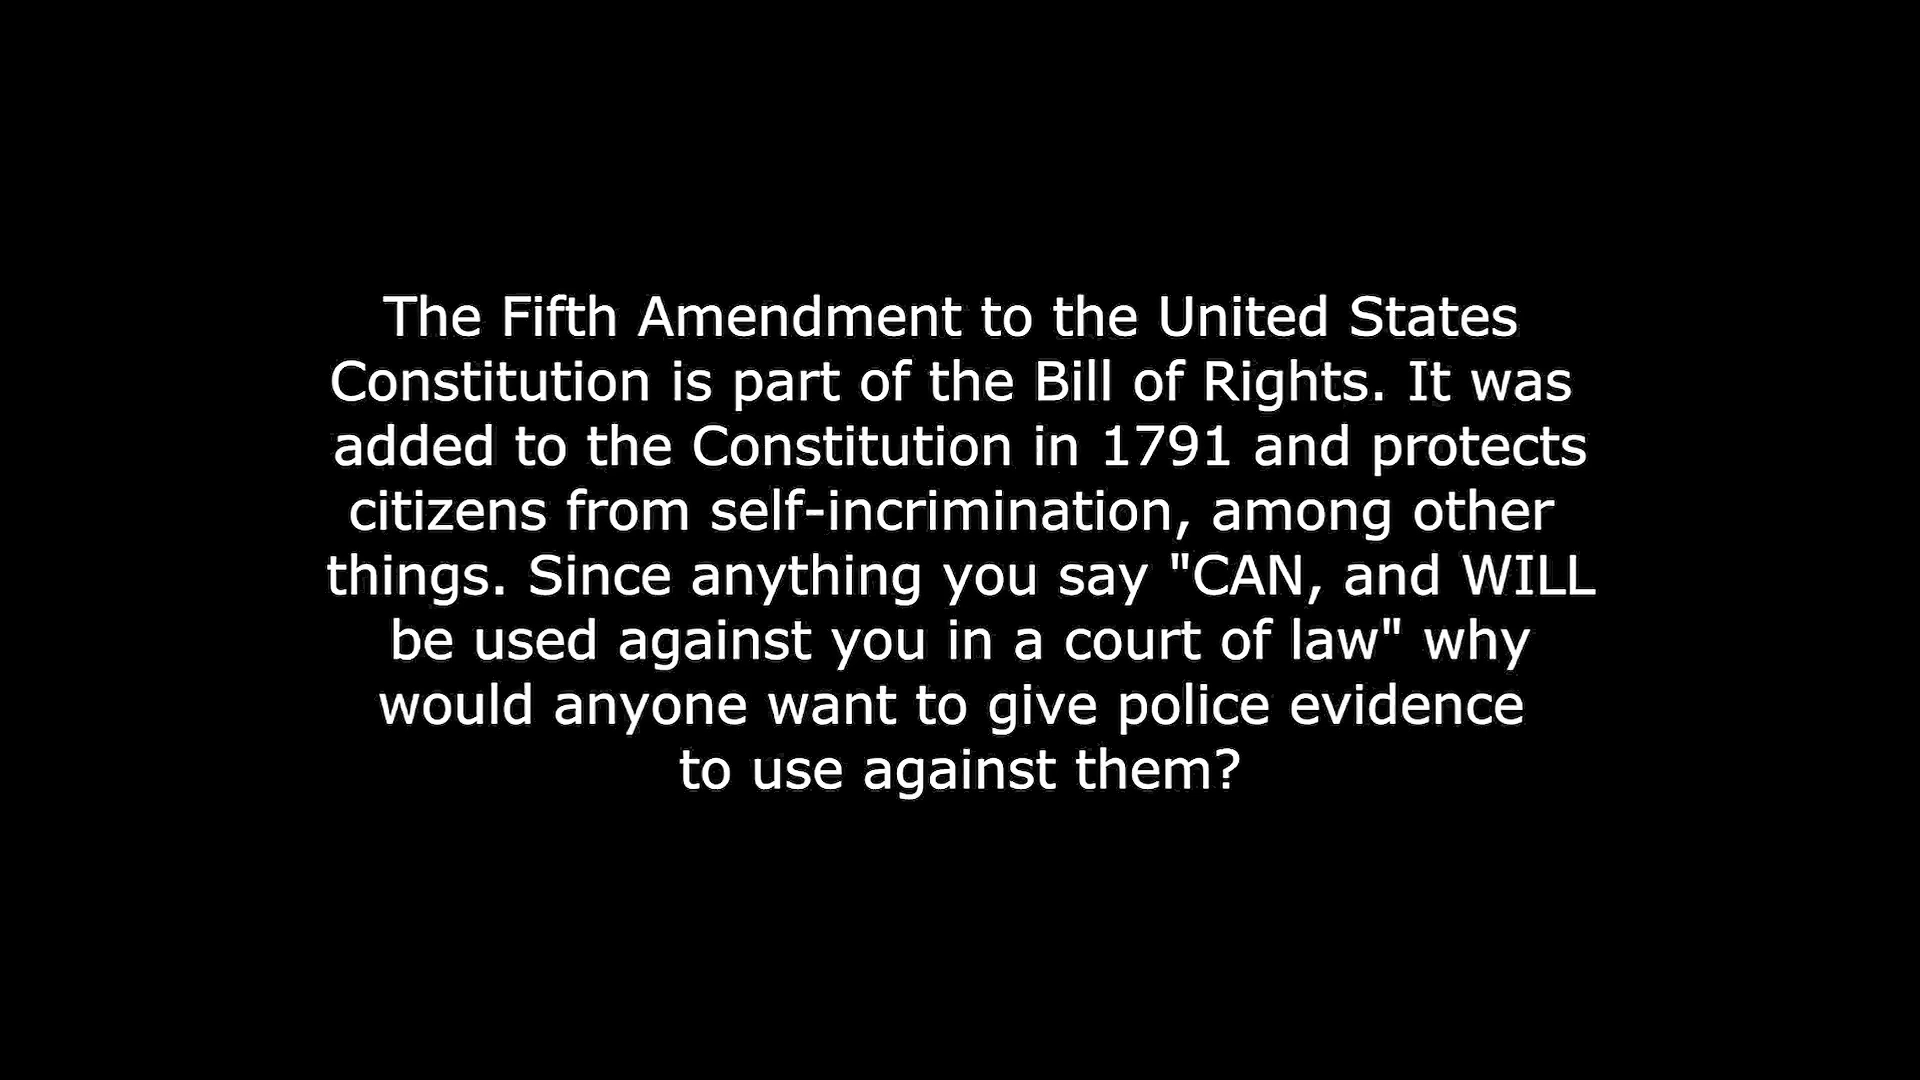 The Fifth Amendment to the United States
Constitution is part of the Bill of Rights. It was
added to the Constitution in 1791 and protects
citizens from self-incrimination, among other
things. Since anything you say "CAN, and WILL
be used against you in a court of law" why
would anyone want to give police evidence
to use against them?